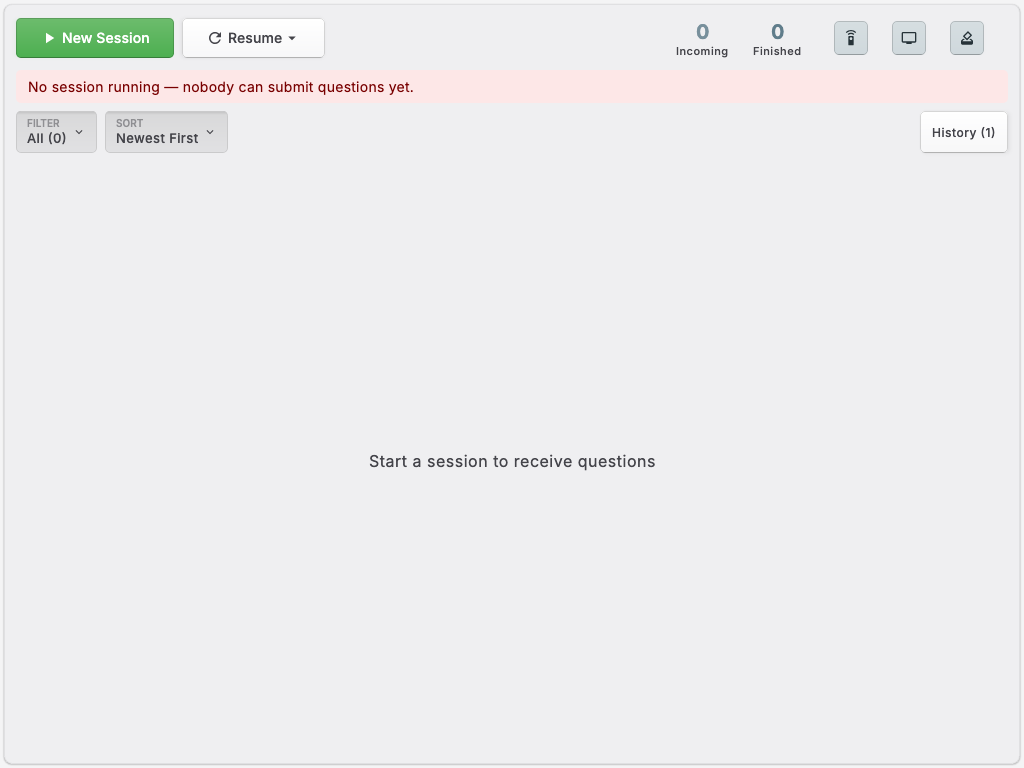 New Session
Resume
0
Incoming
0
Finished
No session running — nobody can submit questions yet.
FILTER
All (0)
SORT
Newest First
History (1)
Start a session to receive questions